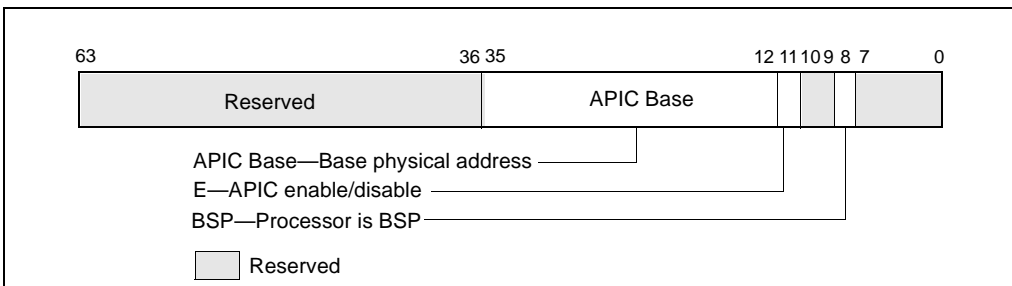 63 36 35 12 11 10 9 8 7 0
Reserved APIC Base
APIC Base—Base physical address
E—APIC enable/disable
BSP—Processor is BSP
Reserved